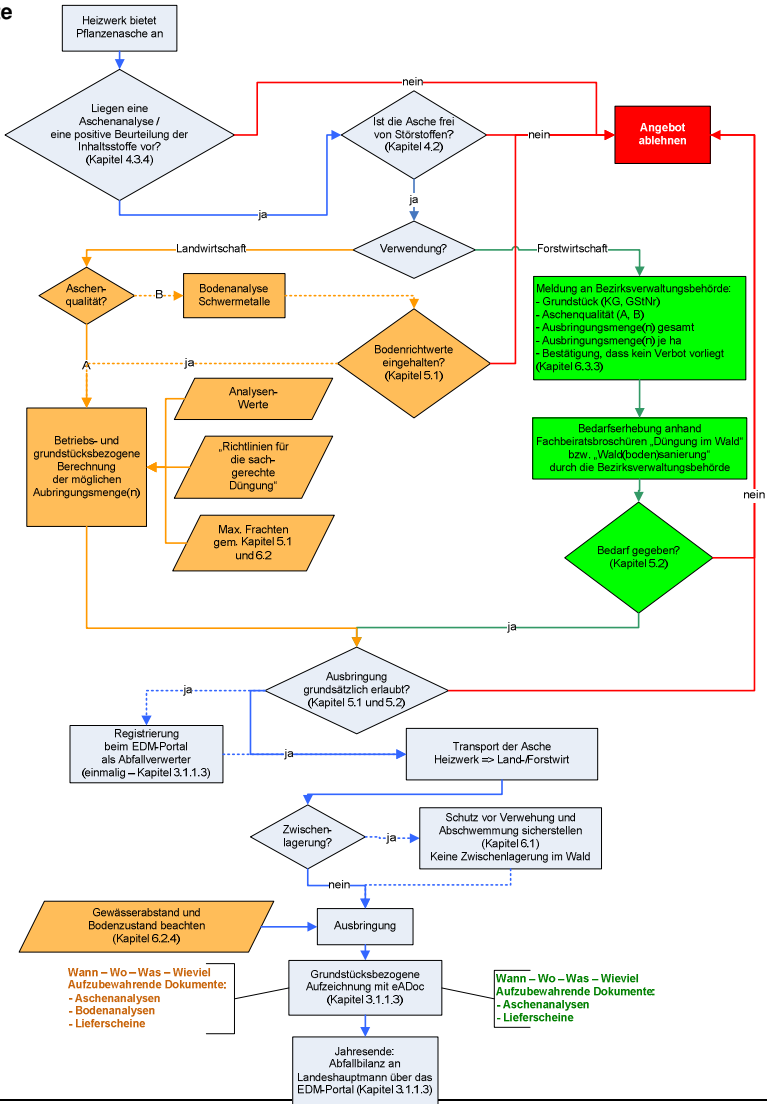 te
Heizwerk bietet
Pflanzenasche an
nein
Liegen eine
Aschenanalyse /
eine positive Beurteilung der
Inhaltsstoffe vor?
(Kapitel 4.3.4)
Ist die Asche frei
von Störstoffen?
(Kapitel 4.2)
nein
Angebot
ablehnen
ja
ja
Landwirtschaft
Verwendung?
Forstwirtschaft
Aschen-
qualität?
B
Bodenanalyse
Schwermetalle
Meldung an Bezirksverwaltungsbehörde:
- Grundstück (KG, GStNr)
- Aschenqualität (A, B)
- Ausbringungsmenge(n) gesamt
- Ausbringungsmenge(n) je ha
- Bestätigung, dass kein Verbot vorliegt
(Kapitel 6.3.3)
Bodenrichtwerte
eingehalten?
(Kapitel 5.1)
ja
A
Analysen-
Werte
Betriebs- und
grundstücksbezogene
Berechnung
der möglichen
Aubringungsmenge(n)
„Richtlinien für
die sach-
gerechte
Düngung“
Bedarfserhebung anhand
Fachbeiratsbroschüren „Düngung im Wald“
bzw. „Wald(boden)sanierung“
durch die Bezirksverwaltungsbehörde
nein
Max. Frachten
gem. Kapitel 5.1
und 6.2
Bedarf gegeben?
(Kapitel 5.2)
ja
Ausbringung
grundsätzlich erlaubt?
(Kapitel 5.1 und 5.2)
ja
Registrierung
beim EDM-Portal
als Abfallverwerter
(einmalig – Kapitel 3.1.1.3)
ja
Transport der Asche
Heizwerk => Land-/Forstwirt
Zwischen-
lagerung?
ja
Schutz vor Verwehung und
Abschwemmung sicherstellen
(Kapitel 6.1)
Keine Zwischenlagerung im Wald
nein
Gewässerabstand und
Bodenzustand beachten
(Kapitel 6.2.4)
Ausbringung
Wann – Wo – Was – Wieviel
Aufzubewahrende Dokumente:
- Aschenanalysen
- Bodenanalysen
- Lieferscheine
Grundstücksbezogene
Aufzeichnung mit eADoc
(Kapitel 3.1.1.3)
Wann – Wo – Was – Wieviel
Aufzubewahrende Dokumente:
- Aschenanalysen
- Lieferscheine
Jahresende:
Abfallbilanz an
Landeshauptmann über das
EDM-Portal (Kapitel 3.1.1.3)